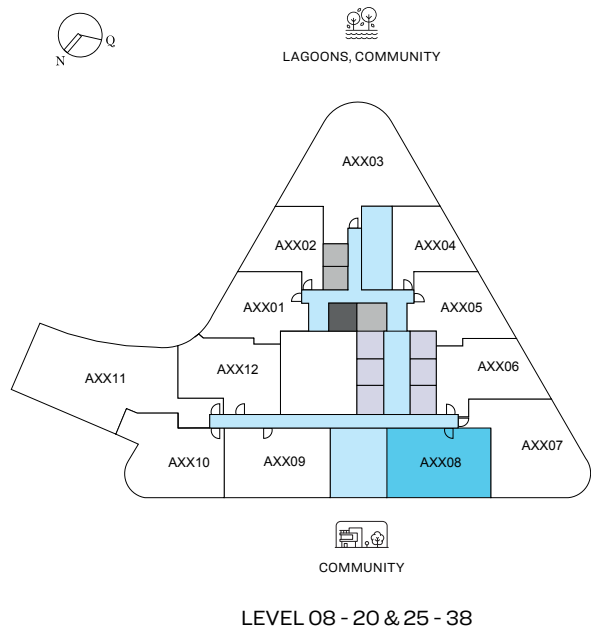 N
Q
LAGOONS, COMMUNITY
AXX03
AXX02
AXX04
AXX01
AXX05
AXX11
AXX12
AXX06
AXX10
AXX09
AXX08
AXX07
COMMUNITY
LEVEL 08 - 20 & 25 - 38